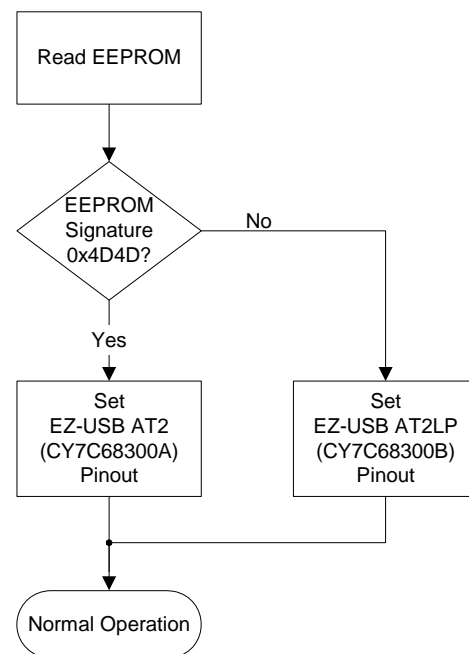 Read EEPROM
EEPROM
Signature
0x4D4D?
No
Yes
Set
EZ-USB AT2
(CY7C68300A)
Pinout
Set
EZ-USB AT2LP
(CY7C68300B)
Pinout
Normal Operation